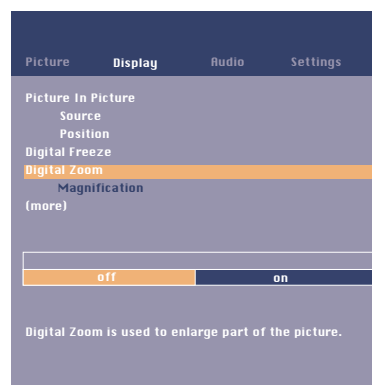 Picture Display Audio Settings
Picture In Picture
Source
Position
Digital Freeze
Digital Zoom
Magnification
(more)
off on
Digital Zoom is used to enlarge part of the picture.